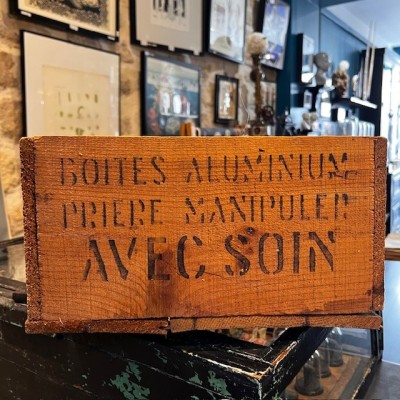 BOITES ALUMINIUM
PRIERE MANIPULER
AVEC SOIN